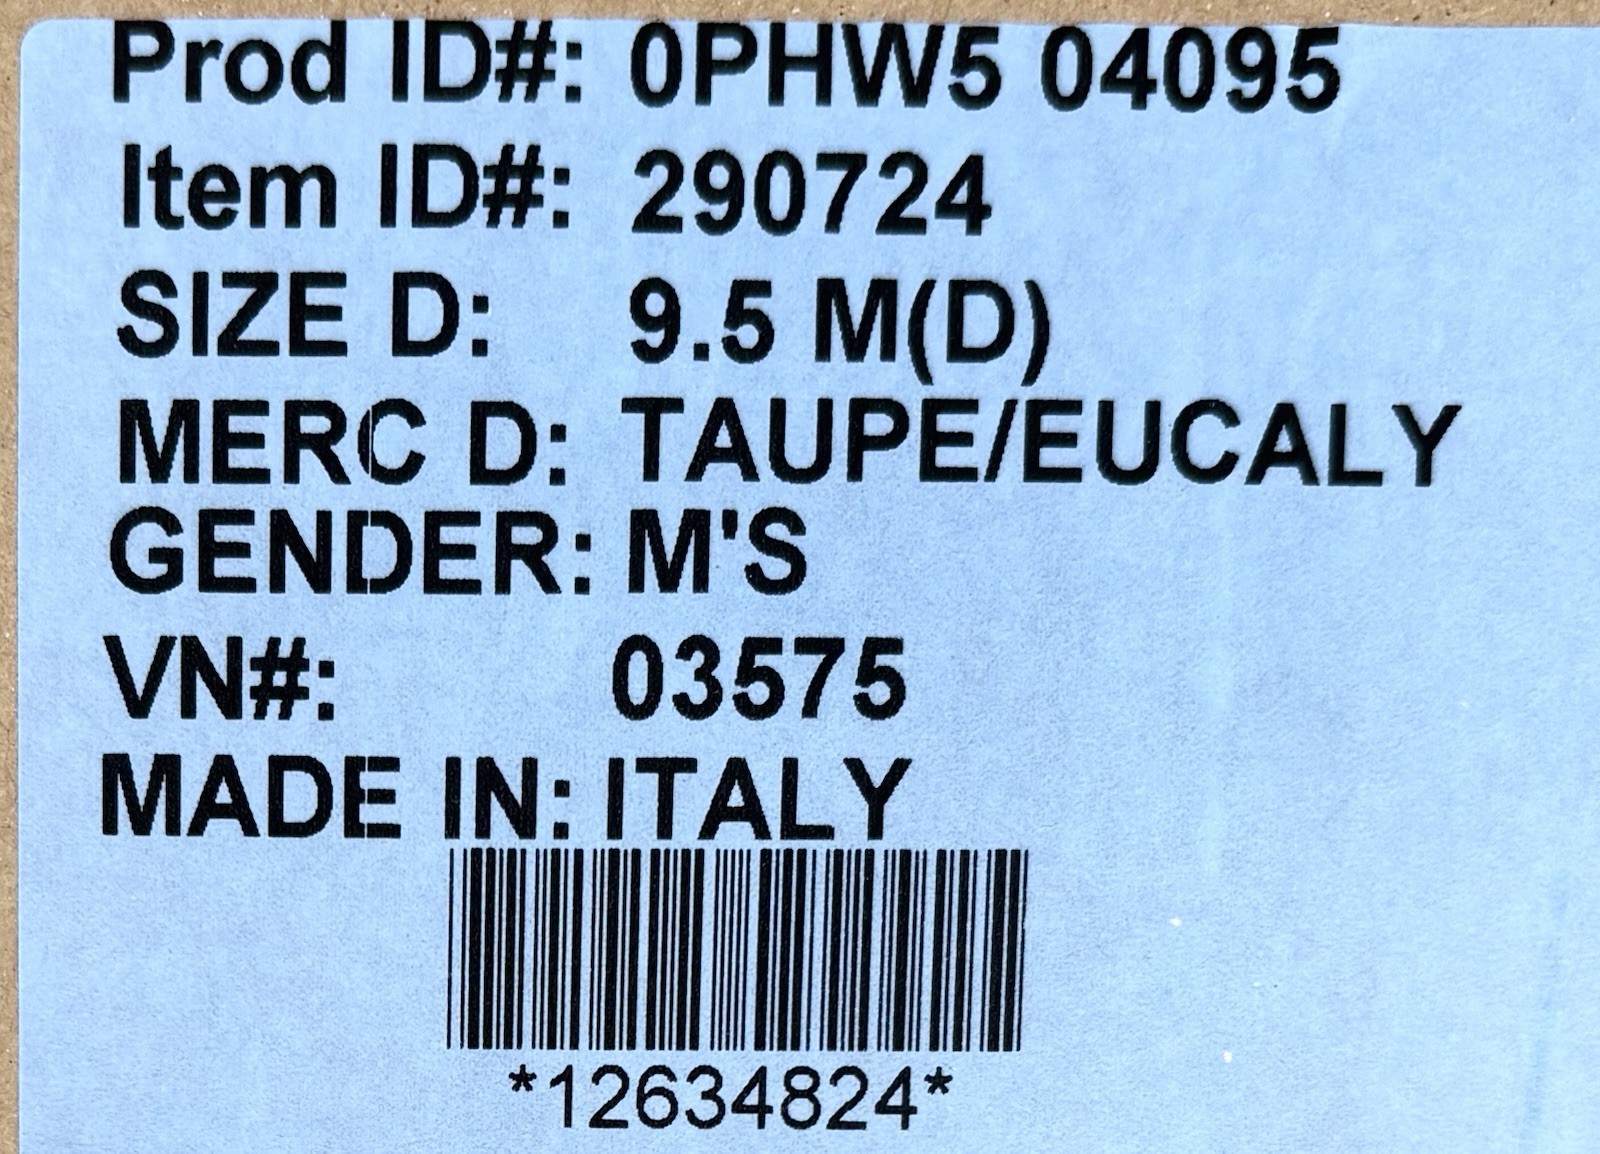 Prod ID#: 0PHW5 04095
Item ID#: 290724
SIZE D: 9.5 M(D)
MERC D: TAUPE/EUCALY
GENDER: M'S
VN#: 03575
MADE IN: ITALY
*12634824*